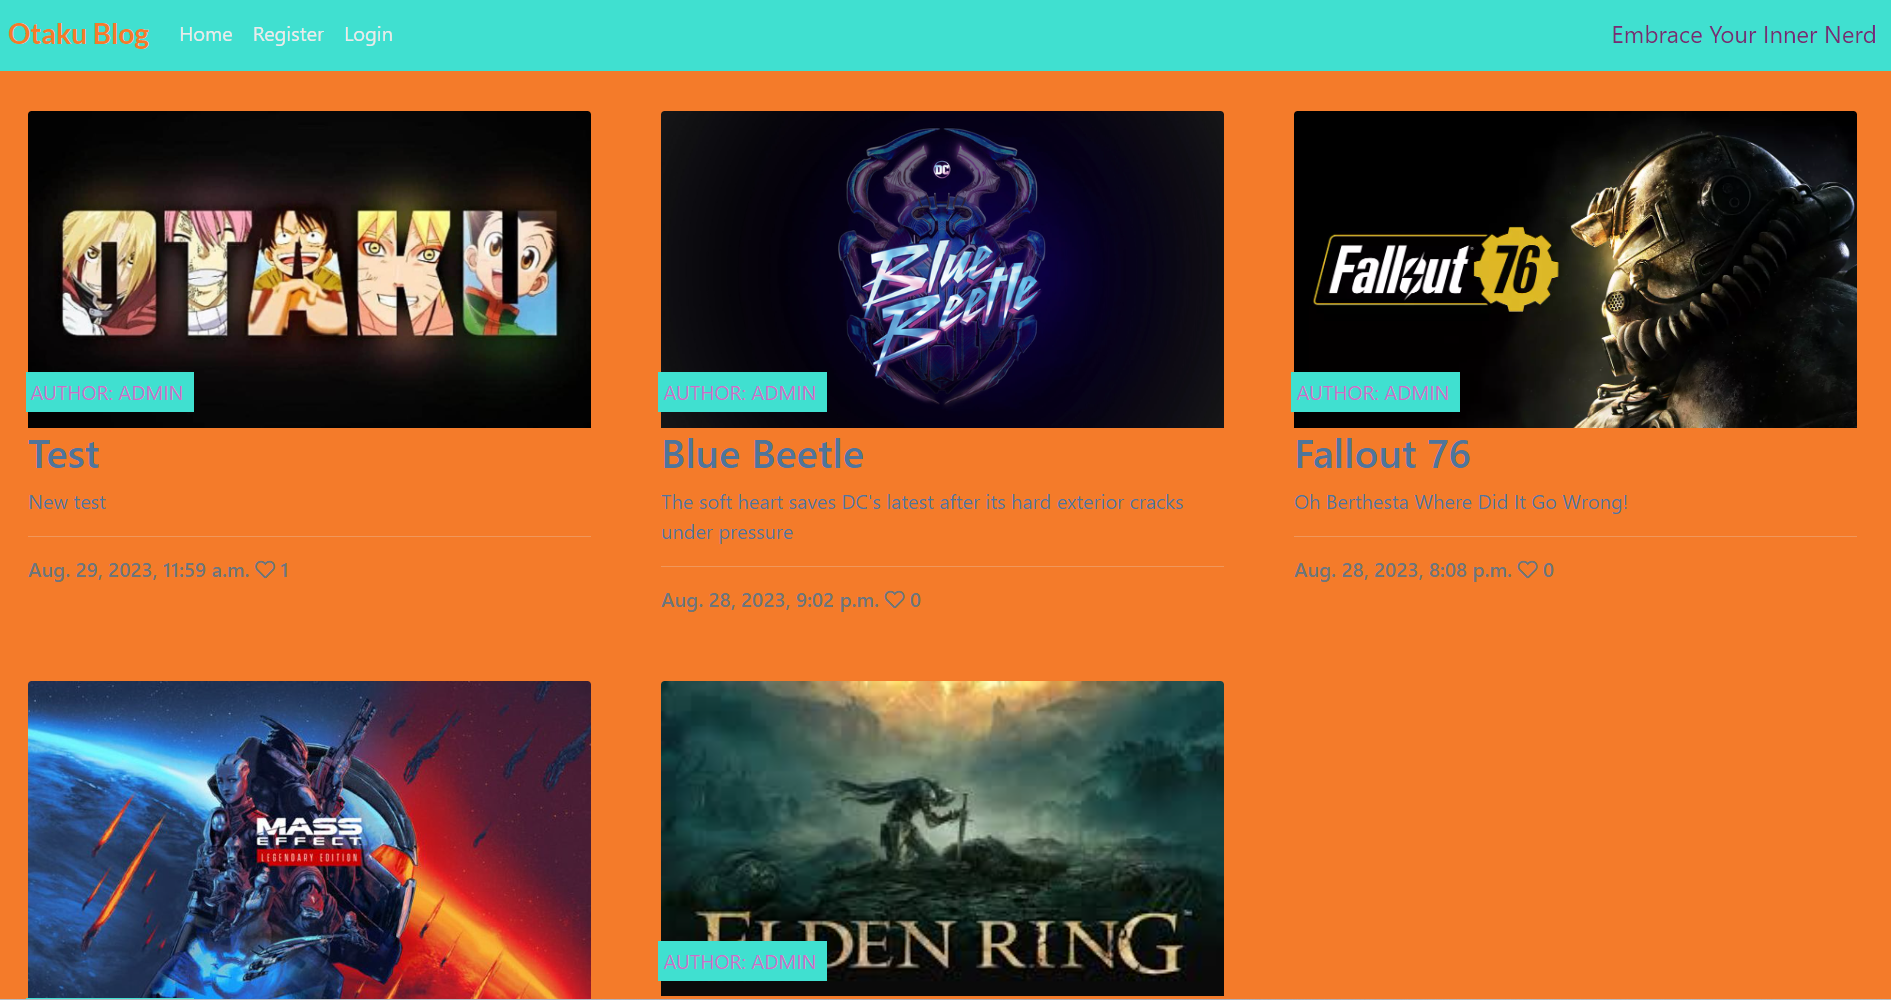 Otaku Blog Home Register Login Embrace Your Inner Nerd
OTAKU
AUTHOR: ADMIN
Test
New test
Aug. 29, 2023, 11:59 a.m. 1
DC
Blue
Beetle
AUTHOR: ADMIN
Blue Beetle
The soft heart saves DC's latest after its hard exterior cracks
under pressure
Aug. 28, 2023, 9:02 p.m. 0
Fallout 76
AUTHOR: ADMIN
Fallout 76
Oh Berthesta Where Did It Go Wrong!
Aug. 28, 2023, 8:08 p.m. 0
MASS
EFFECT
LEGENDARY EDITION
ELDEN RING
AUTHOR: ADMIN